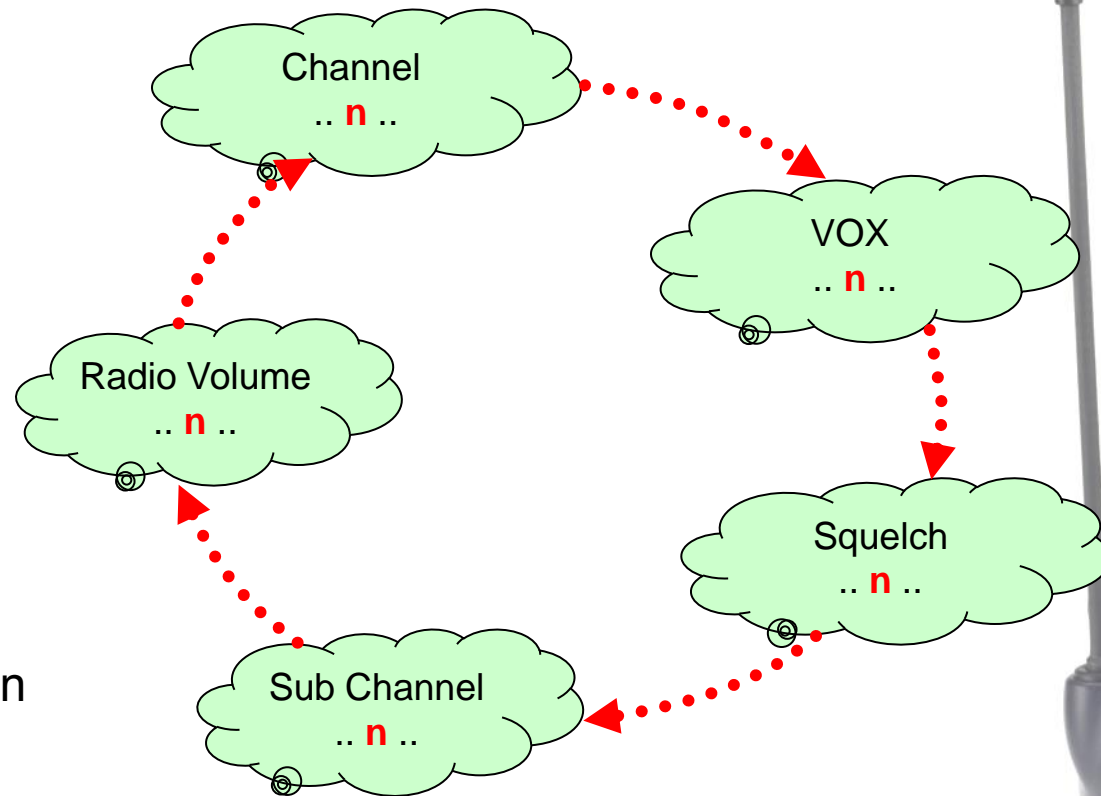 Channel
.. n ..
VOX
.. n ..
Radio Volume
.. n ..
Squelch
.. n ..
Sub Channel
.. n ..
n